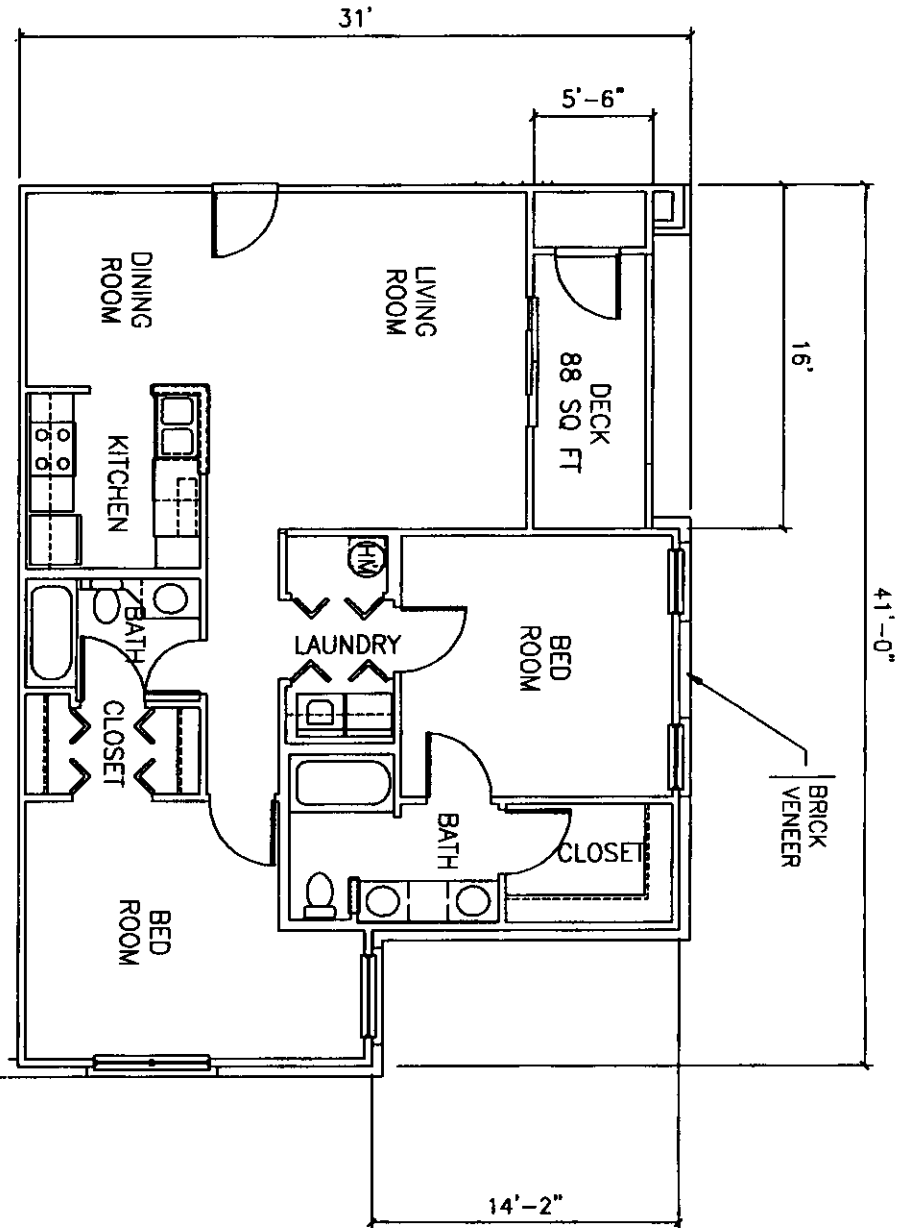 31'
5'-6"
16'
41'-0"
DINING
ROOM
LIVING
ROOM
DECK
88 SQ FT
KITCHEN
HM
LAUNDRY
BED
ROOM
BRICK
VENEER
BATH
CLOSET
BATH
CLOSET
BED
ROOM
14'-2"